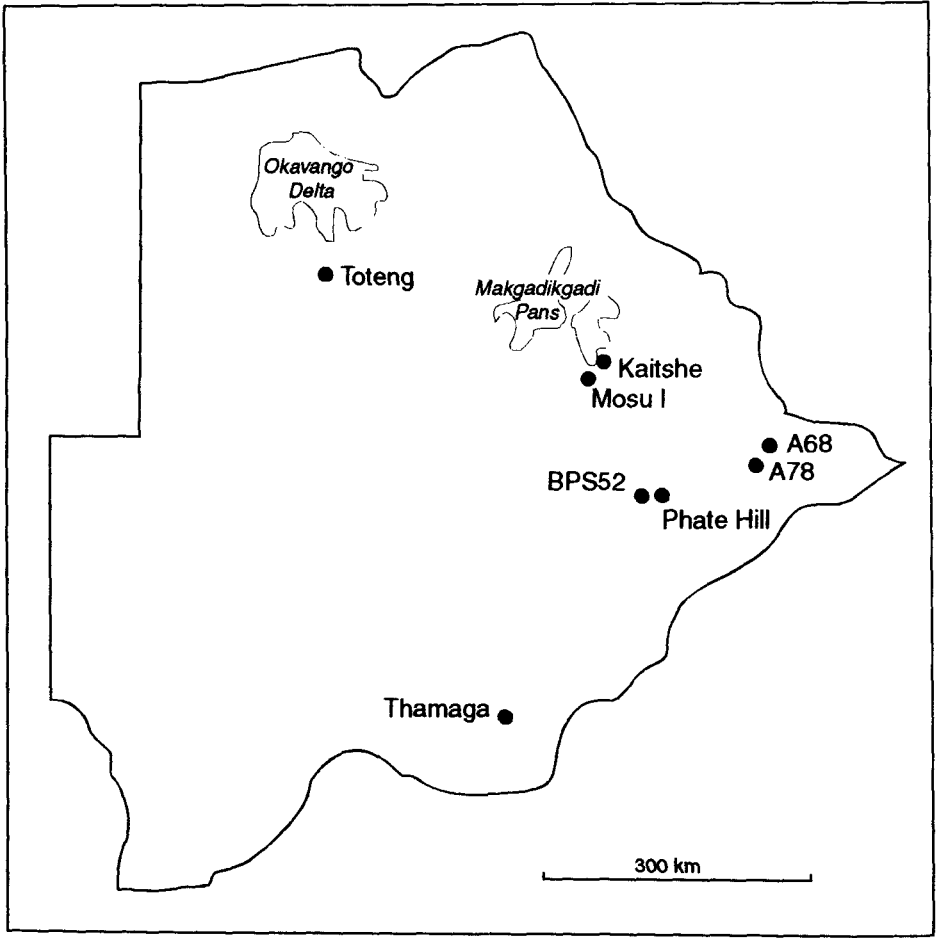 Okavango
Delta
Toteng
Makgadikgadi
Pans
Kaitshe
Mosu I
A68
A78
BPS52
Phate Hill
Thamaga
300 km